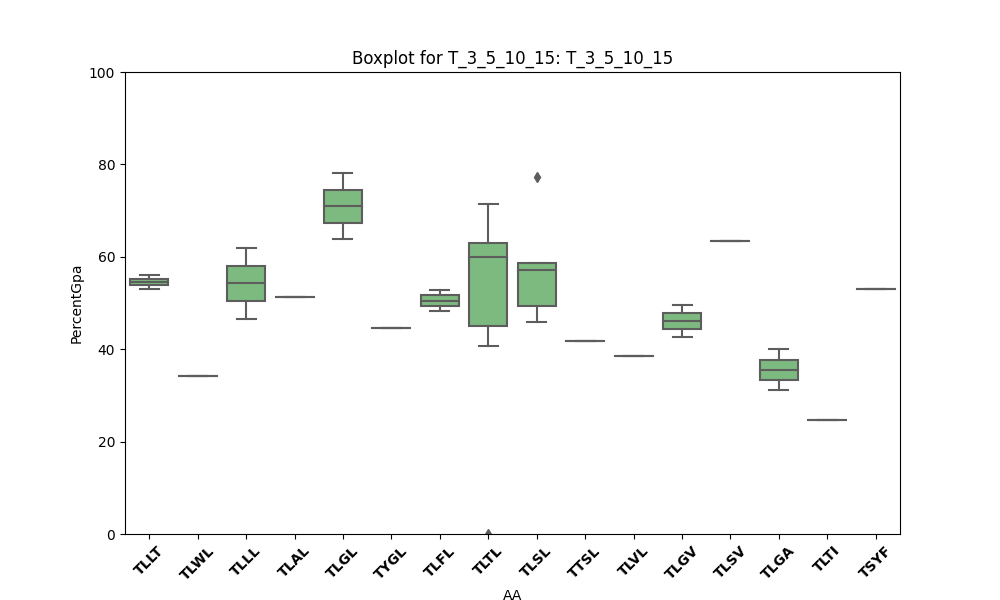 Boxplot for T_3_5_10_15: T_3_5_10_15
100
80
60
40
20
0
PercentGpa
TLLT TLWL TLLL TLAL TLGL TYGL TLFL TLTL TLSL TTSL TLVL TLGV TLSV TLGA TLTI TSYF
AA